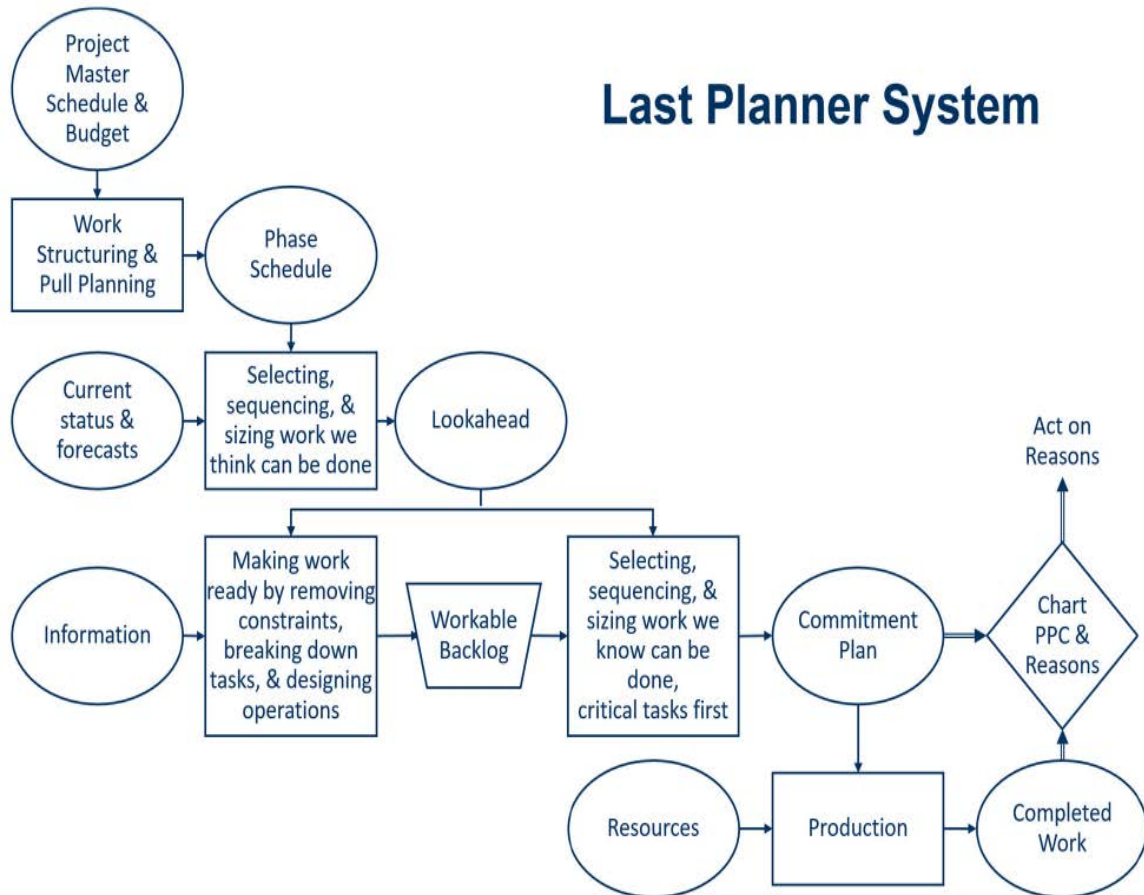 Project
Master
Schedule &
Budget
Last Planner System
Work
Structuring &
Pull Planning
Phase
Schedule
Current
status &
forecasts
Selecting,
sequencing, &
sizing work we
think can be done
Lookahead
Act on
Reasons
Information
Making work
ready by removing
constraints,
breaking down
tasks, & designing
operations
Workable
Backlog
Selecting,
sequencing, &
sizing work we
know can be
done,
critical tasks first
Commitment
Plan
Chart
PPC &
Reasons
Resources
Production
Completed
Work